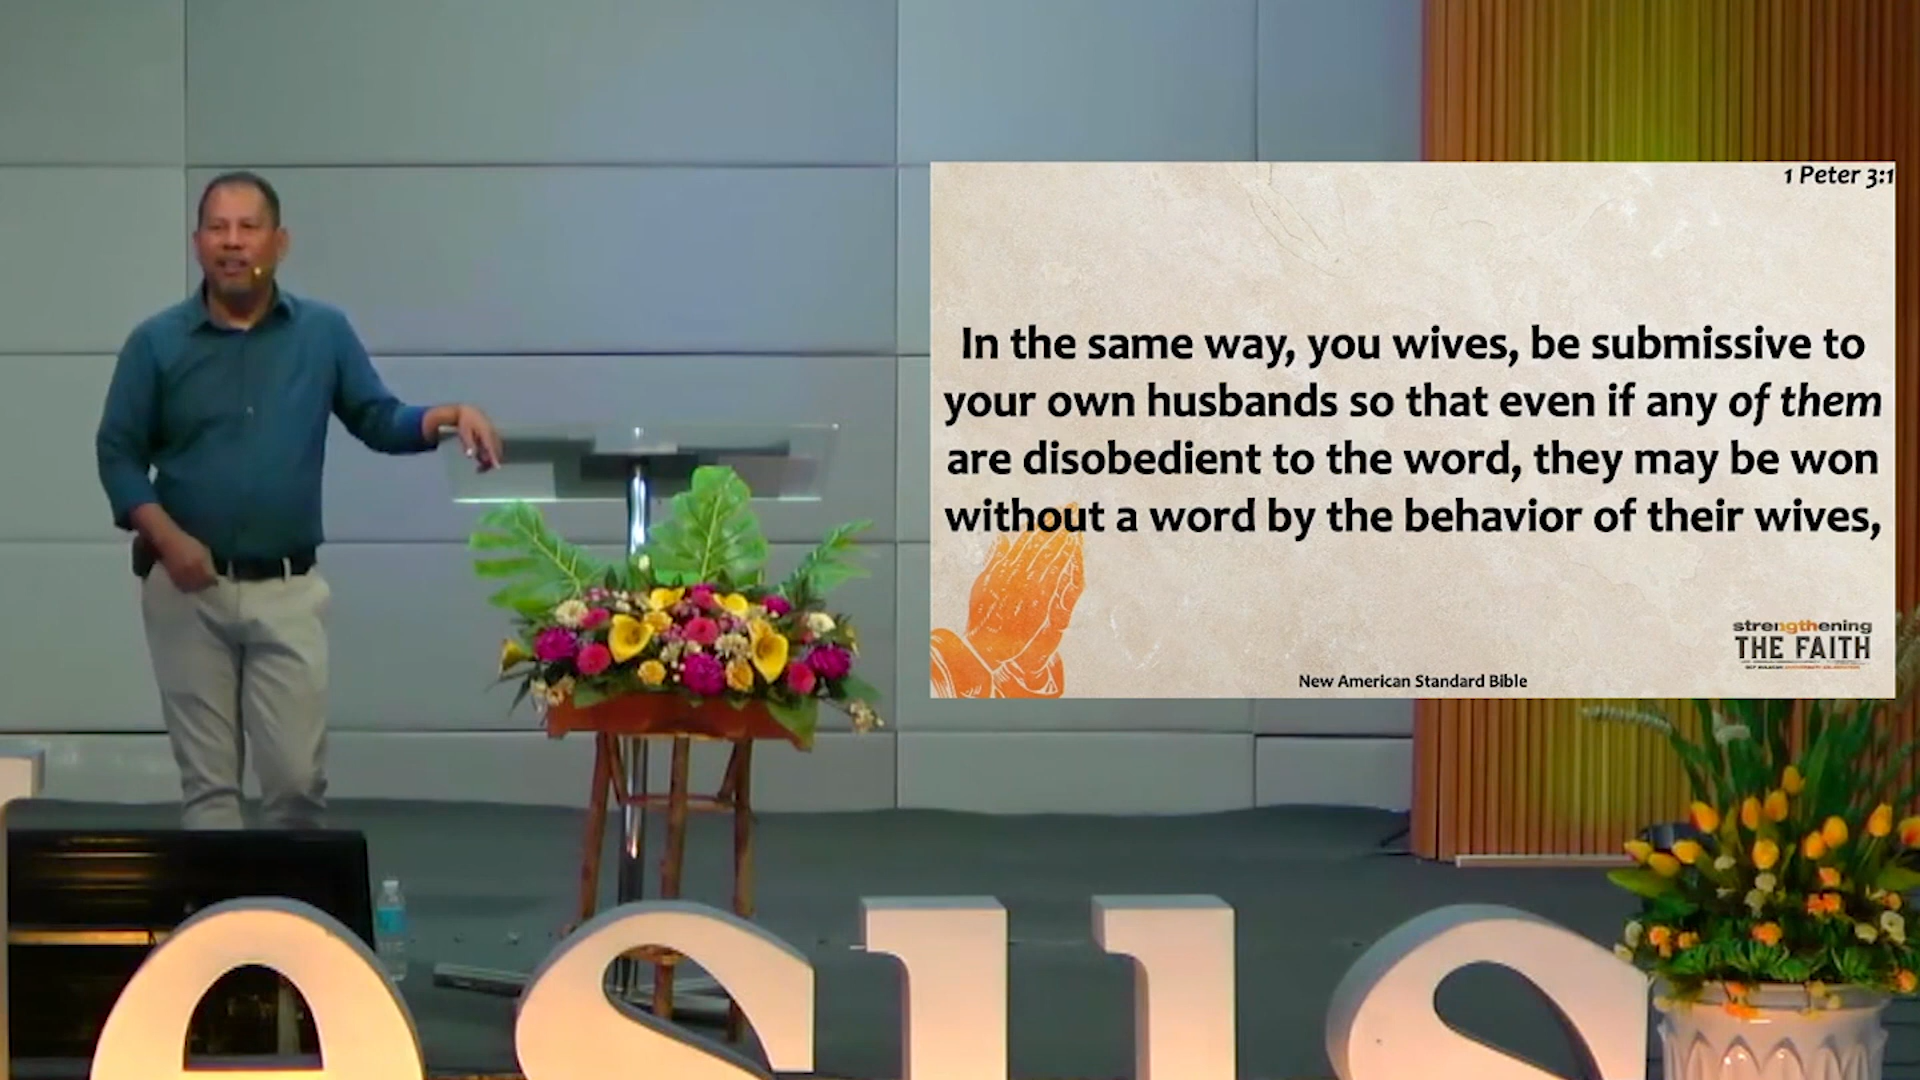 1 Peter 3:1
In the same way, you wives, be submissive to
your own husbands so that even if any of them
are disobedient to the word, they may be won
without a word by the behavior of their wives,
strengthening
THE FAITH
New American Standard Bible
esus